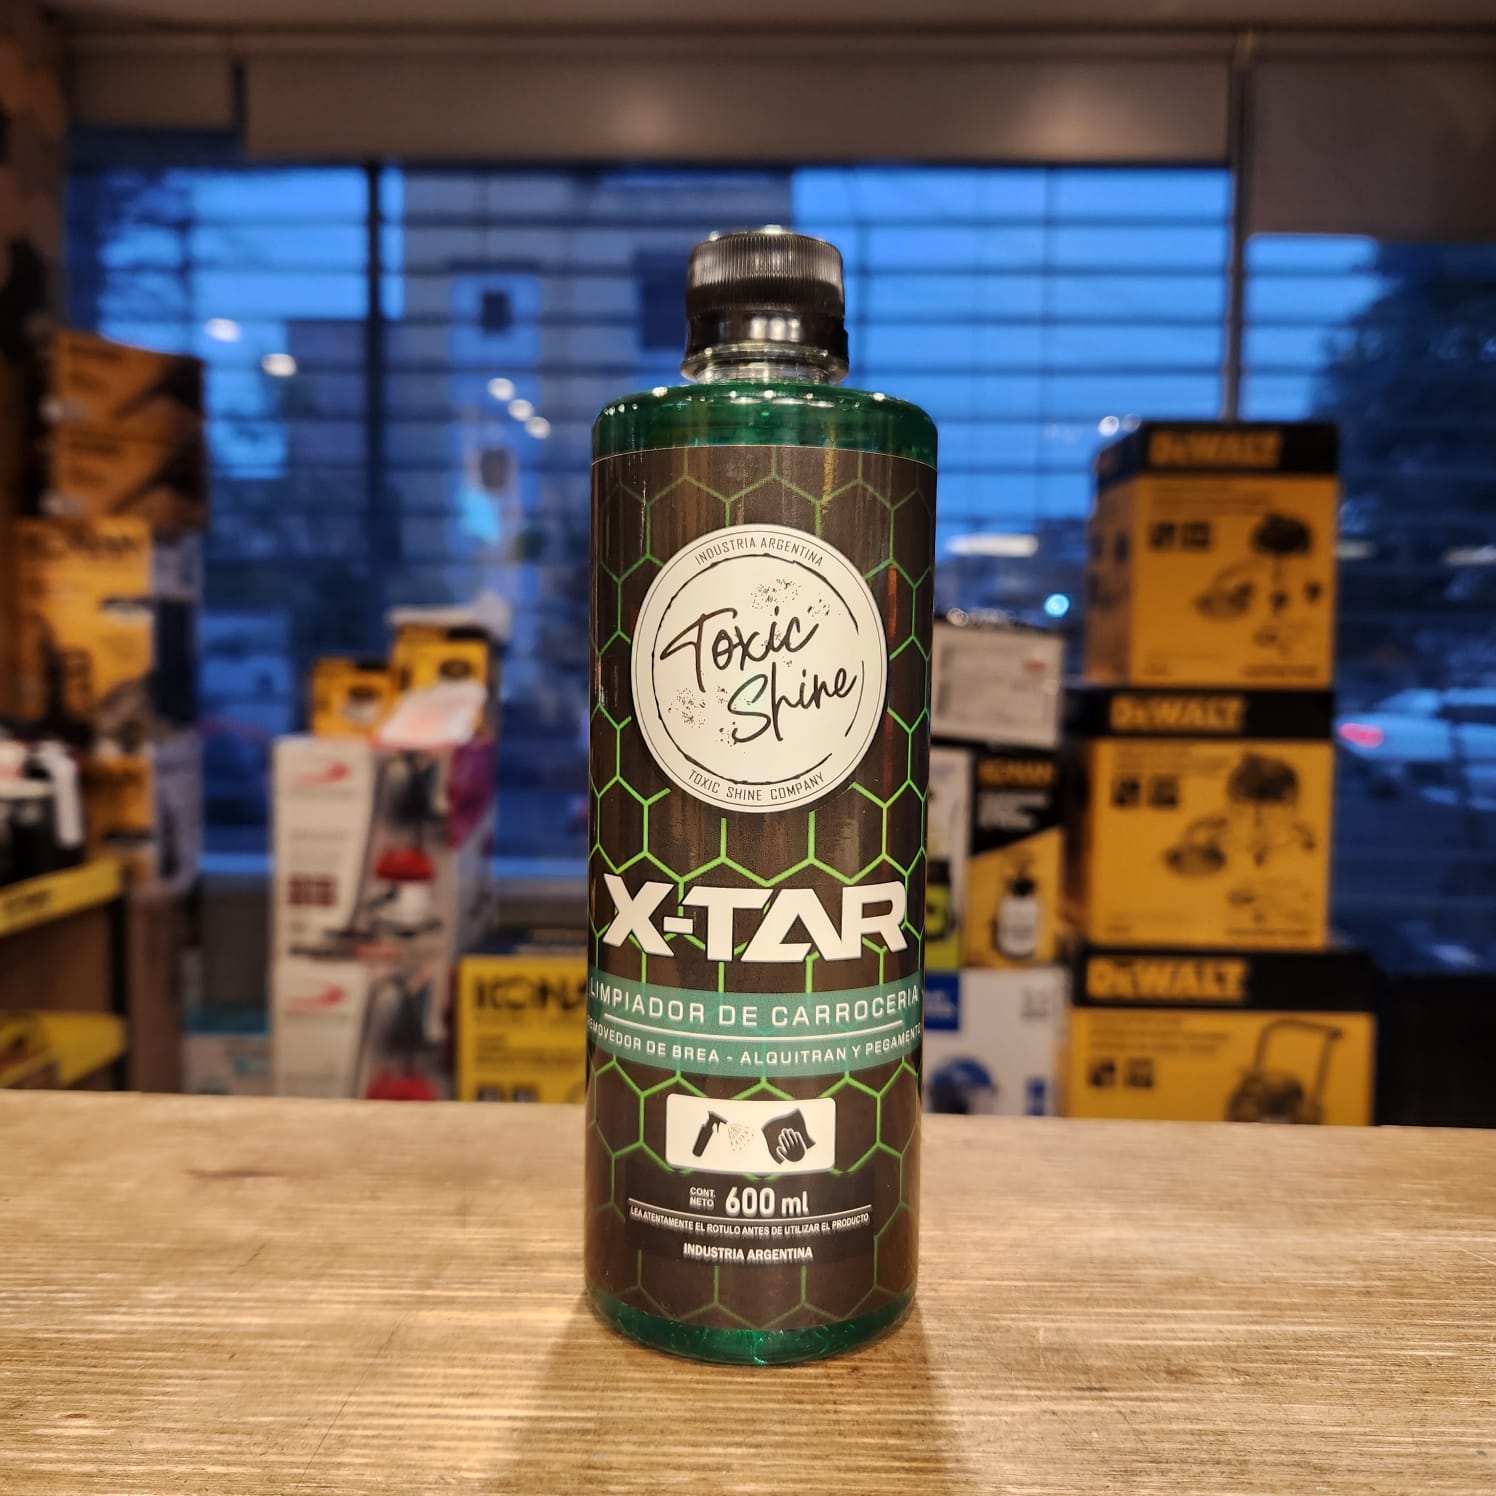 INDUSTRIA ARGENTINA
Toxic
Shine
TOXIC SHINE COMPANY
X-TAR
LIMPIADOR DE CARROCERIA
REMOVEDOR DE BREA - ALQUITRAN Y PEGAMENTO
CONT. NETO 600 ml
LEA ATENTAMENTE EL ROTULO ANTES DE UTILIZAR EL PRODUCTO
INDUSTRIA ARGENTINA
DEWALT
DEWALT
DEWALT
KONAN